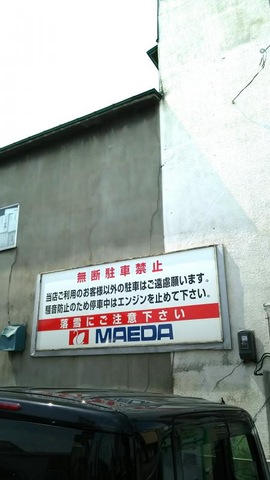 無断駐車禁止
当店ご利用のお客様以外の駐車はご遠慮願います。
騒音防止のため停車中はエンジンを止めて下さい。
落雪にご注意下さい
MAEDA